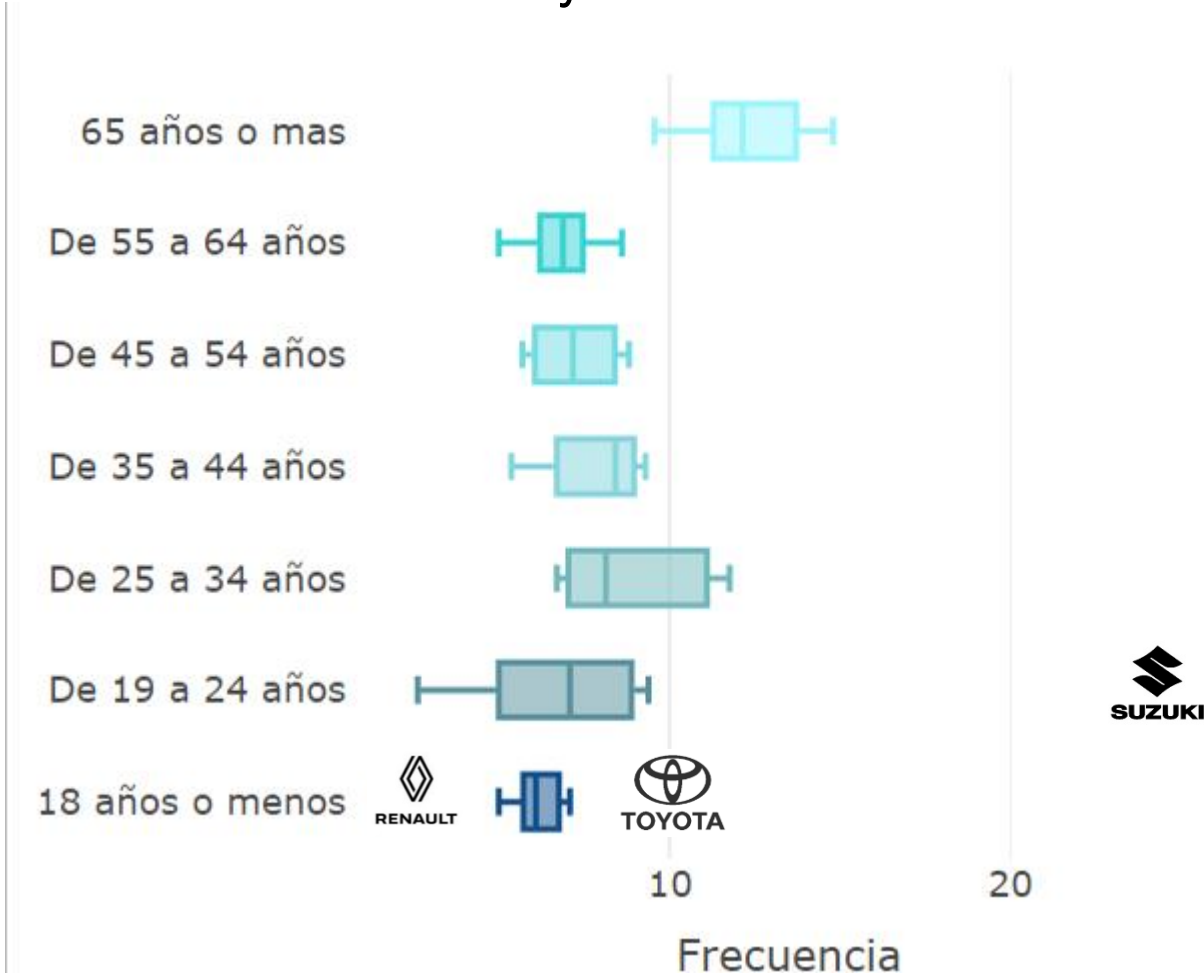 65 años o mas
De 55 a 64 años
De 45 a 54 años
De 35 a 44 años
De 25 a 34 años
De 19 a 24 años
SUZUKI
18 años o menos
RENAULT
TOYOTA
10
20
Frecuencia